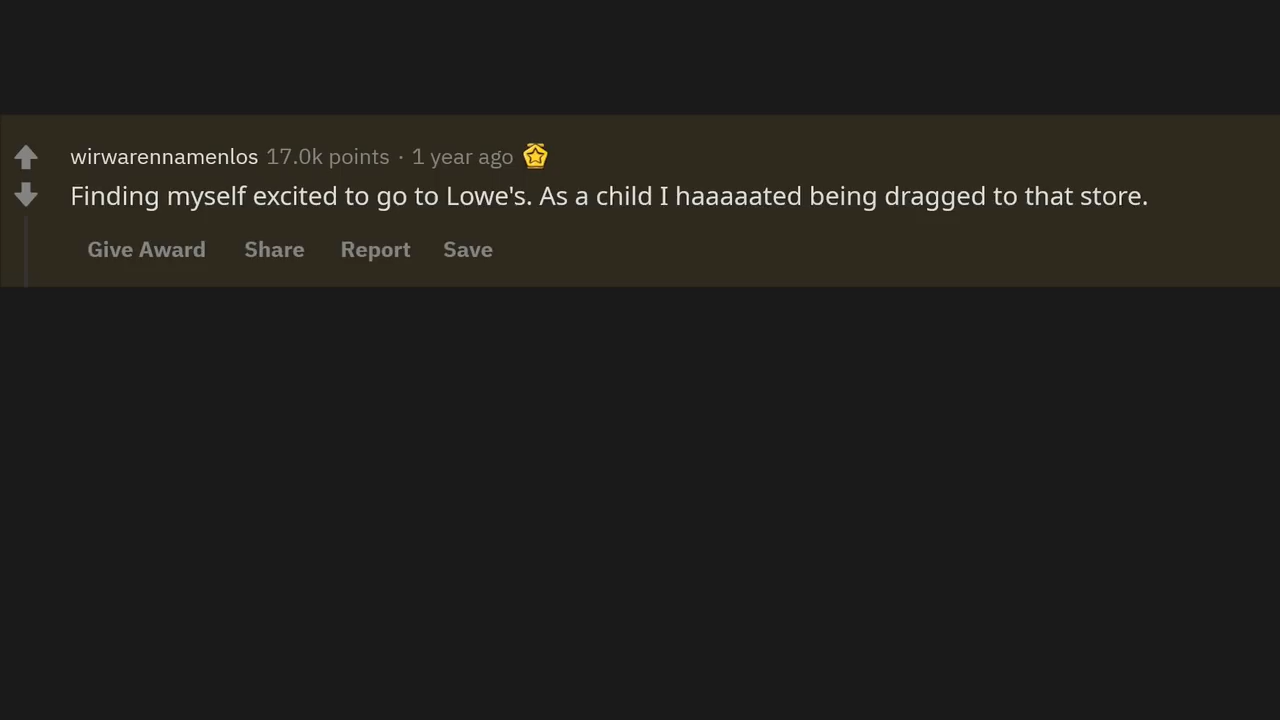 wirwarennamenlos 17.0k points · 1 year ago
Finding myself excited to go to Lowe's. As a child I haaaaated being dragged to that store.
Give Award Share Report Save